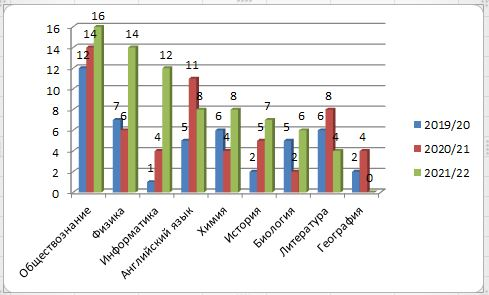 16
14
12
10
8
6
4
2
0
12 14 16
7 6 14
1 4 12
5 11 8
6 4 8
2 5 7
5 2 6
6 8 4
2 4 0
Обществознание
Физика
Информатика
Английский язык
Химия
История
Биология
Литература
География
2019/20
2020/21
2021/22